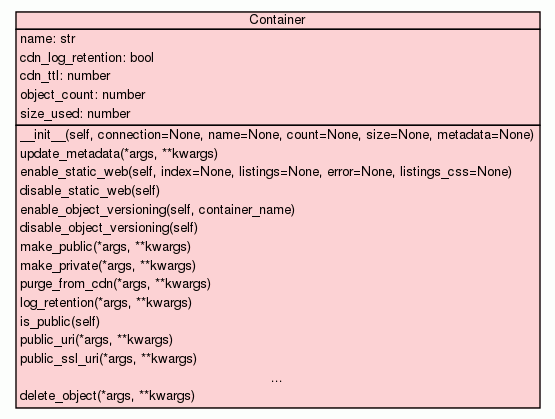 Container
name: str
cdn_log_retention: bool
cdn_ttl: number
object_count: number
size_used: number
__init__(self, connection=None, name=None, count=None, size=None, metadata=None)
update_metadata(*args, **kwargs)
enable_static_web(self, index=None, listings=None, error=None, listings_css=None)
disable_static_web(self)
enable_object_versioning(self, container_name)
disable_object_versioning(self)
make_public(*args, **kwargs)
make_private(*args, **kwargs)
purge_from_cdn(*args, **kwargs)
log_retention(*args, **kwargs)
is_public(self)
public_uri(*args, **kwargs)
public_ssl_uri(*args, **kwargs)
...
delete_object(*args, **kwargs)